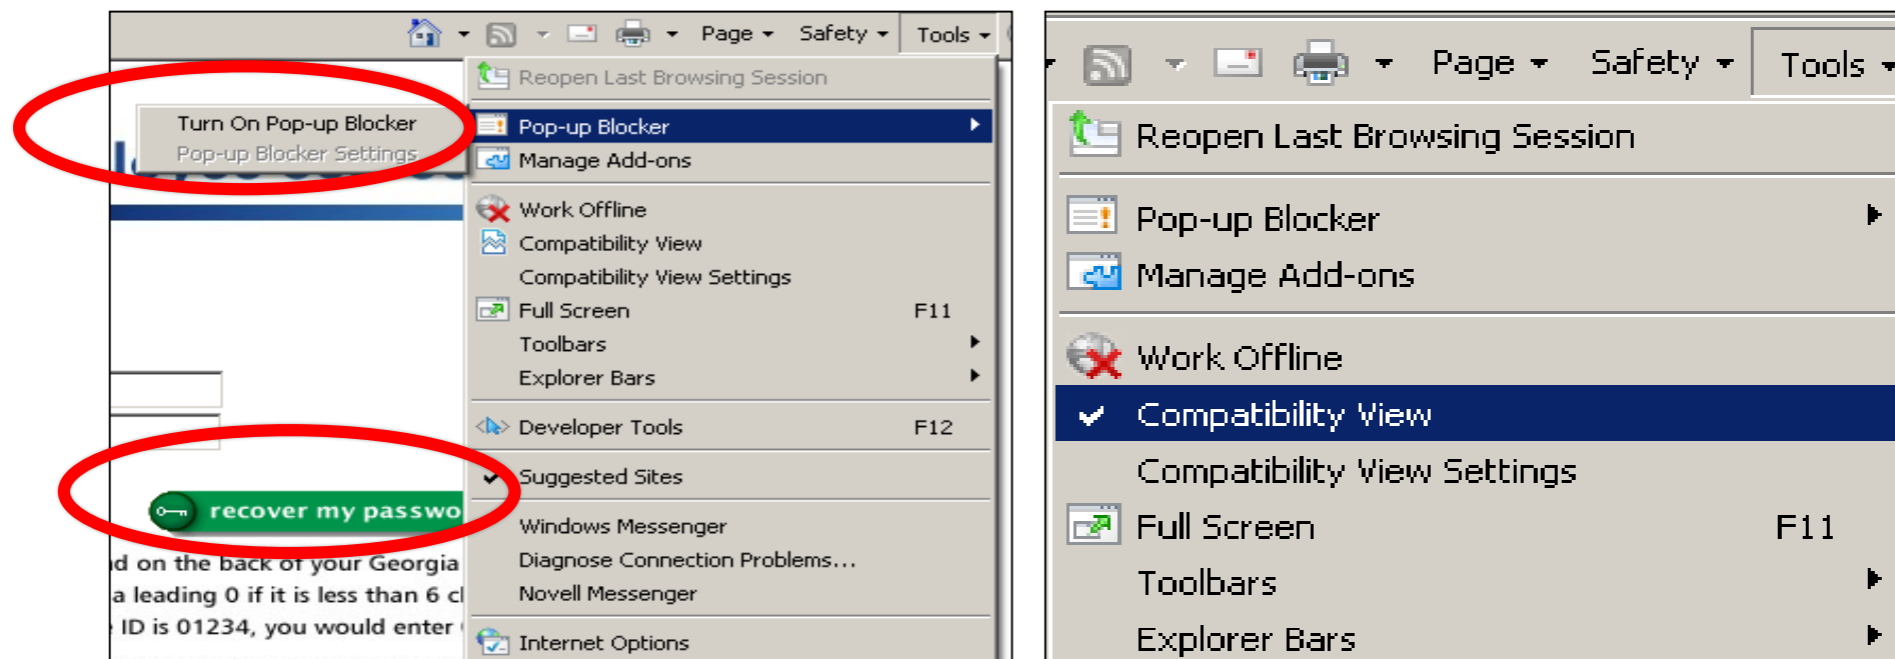 Page Safety Tools
Reopen Last Browsing Session
Turn On Pop-up Blocker
Pop-up Blocker Settings
Pop-up Blocker
Manage Add-ons
Work Offline
Compatibility View
Compatibility View Settings
Full Screen F11
Toolbars
Explorer Bars
Developer Tools F12
Suggested Sites
recover my passwo
Windows Messenger
Diagnose Connection Problems...
Novell Messenger
Internet Options
d on the back of your Georgia
a leading 0 if it is less than 6 cl
ID is 01234, you would enter
Page Safety Tools
Reopen Last Browsing Session
Pop-up Blocker
Manage Add-ons
Work Offline
Compatibility View
Compatibility View Settings
Full Screen F11
Toolbars
Explorer Bars